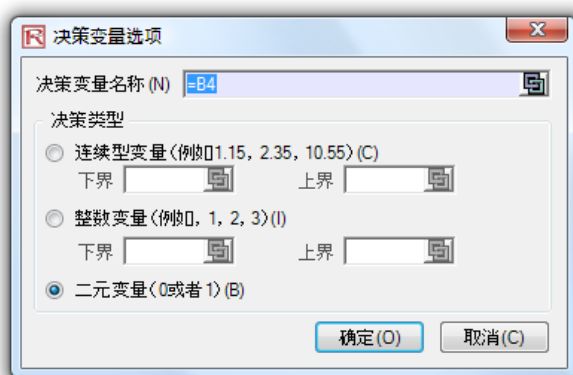 决策变量选项
决策变量名称(N) =B4
决策类型
连续型变量(例如1.15, 2.35, 10.55)(C)
下界 上界
整数变量(例如, 1, 2, 3)(I)
下界 上界
二元变量(0或者1)(B)
确定(O) 取消(C)